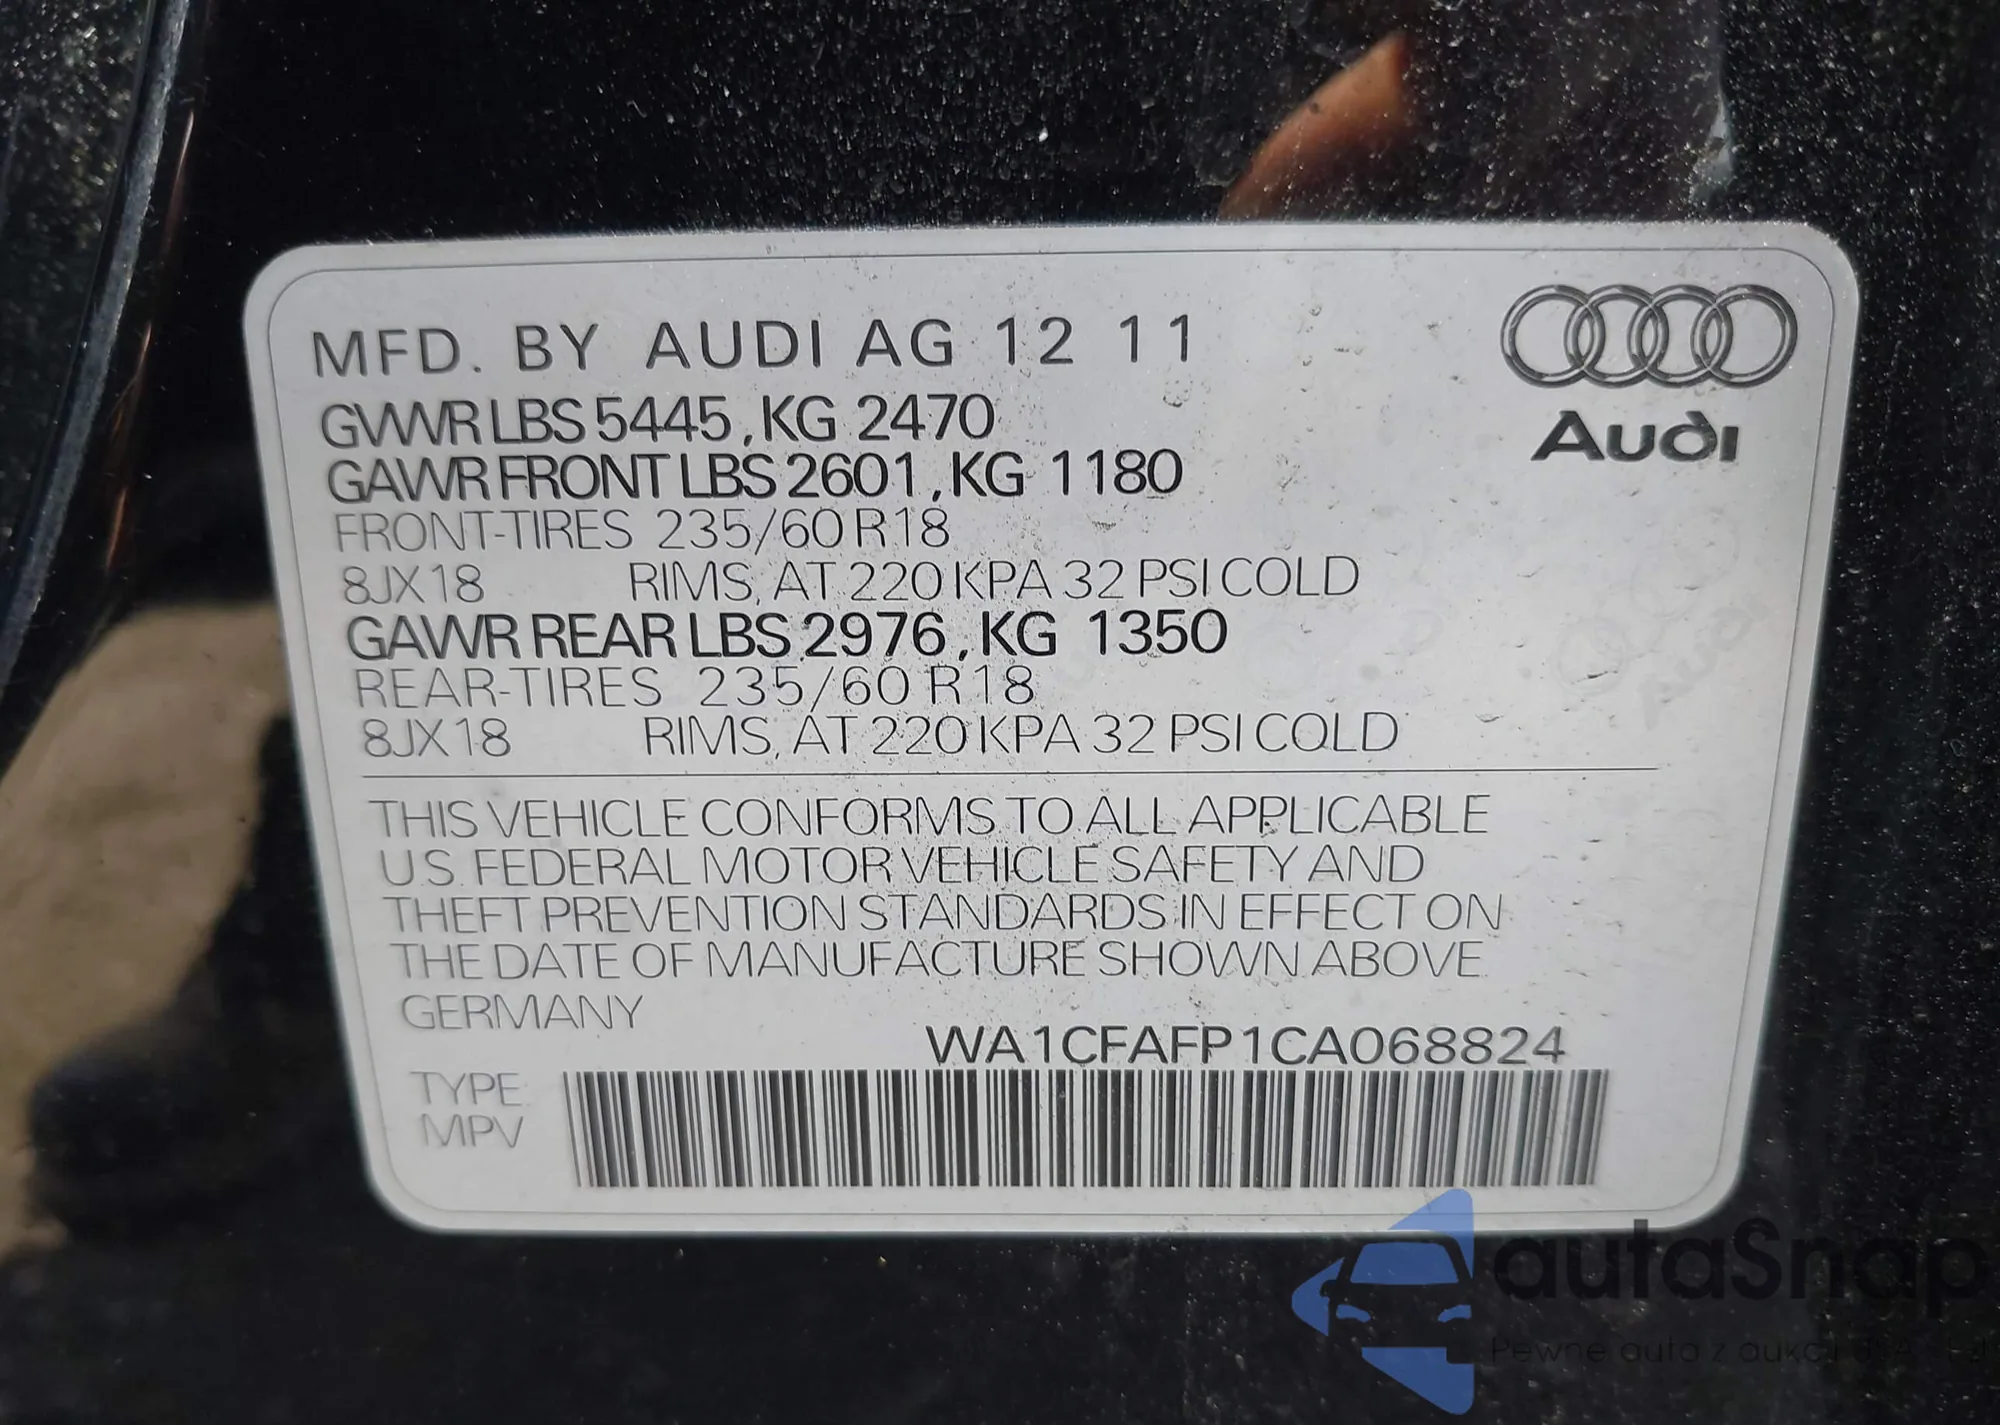 MFD. BY AUDI AG 12 11
Audi
GVWR LBS 5445, KG 2470
GAWR FRONT LBS 2601, KG 1180
FRONT-TIRES 235/60 R18
8JX18 RIMS, AT 220 KPA 32 PSI COLD
GAWR REAR LBS 2976, KG 1350
REAR-TIRES 235/60 R18
8JX18 RIMS, AT 220 KPA 32 PSI COLD
THIS VEHICLE CONFORMS TO ALL APPLICABLE
U.S. FEDERAL MOTOR VEHICLE SAFETY AND
THEFT PREVENTION STANDARDS IN EFFECT ON
THE DATE OF MANUFACTURE SHOWN ABOVE.
GERMANY
WA1CFAFP1CA068824
TYPE:
MPV
autaSnap
Pewne auta z aukcji